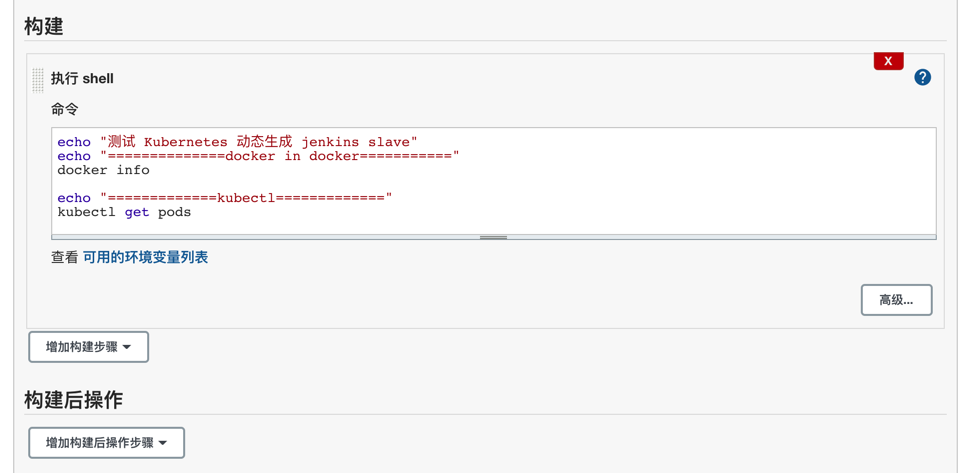 构建
X
执行 shell
?
命令
echo "测试 Kubernetes 动态生成 jenkins slave"
echo "==============docker in docker==========="
docker info
echo "=============kubectl============="
kubectl get pods
查看 可用的环境变量列表
高级...
增加构建步骤
构建后操作
增加构建后操作步骤